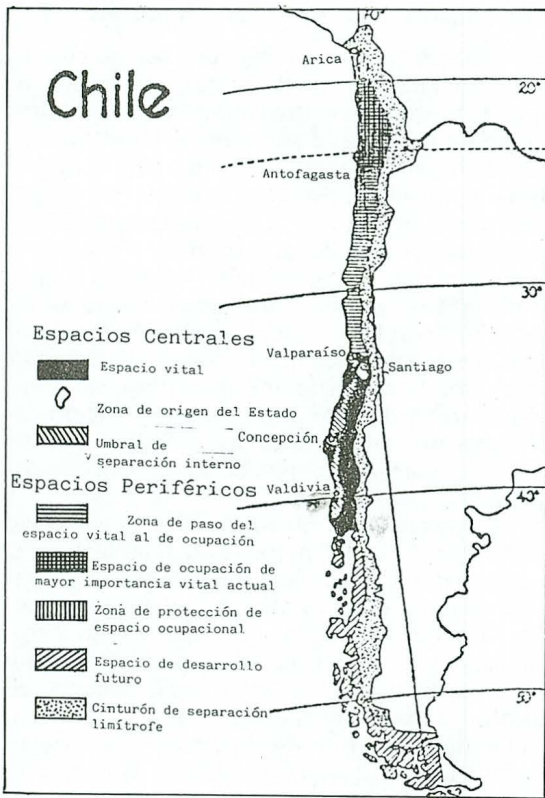 70°
Arica
Chile
20°
Antofagasta
30°
Espacios Centrales
Valparaíso
Santiago
Espacio vital
Zona de origen del Estado
Umbral de
separación interno
Concepción
Espacios Periféricos
Valdivia
40°
Zona de paso del
espacio vital al de ocupación
Espacio de ocupación de
mayor importancia vital actual
Zona de protección de
espacio ocupacional
Espacio de desarrollo
futuro
50°
Cinturón de separación
limítrofe